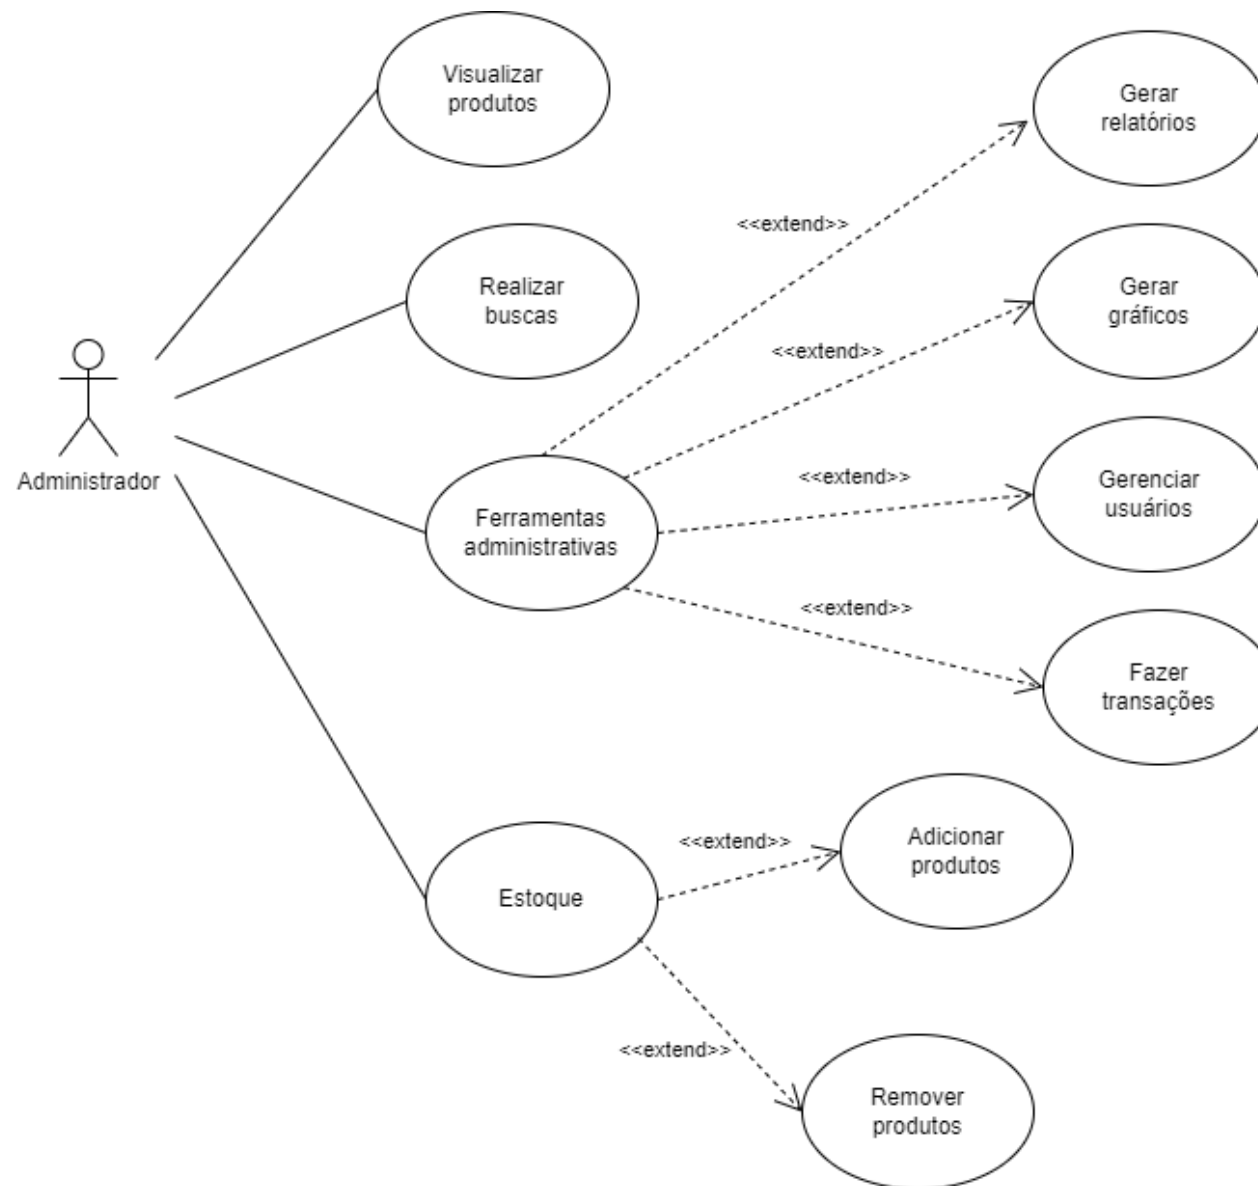 Visualizar
produtos
Gerar
relatórios
<<extend>>
Realizar
buscas
Gerar
gráficos
<<extend>>
Administrador
Ferramentas
administrativas
<<extend>>
Gerenciar
usuários
<<extend>>
Fazer
transações
Estoque
<<extend>>
Adicionar
produtos
<<extend>>
Remover
produtos